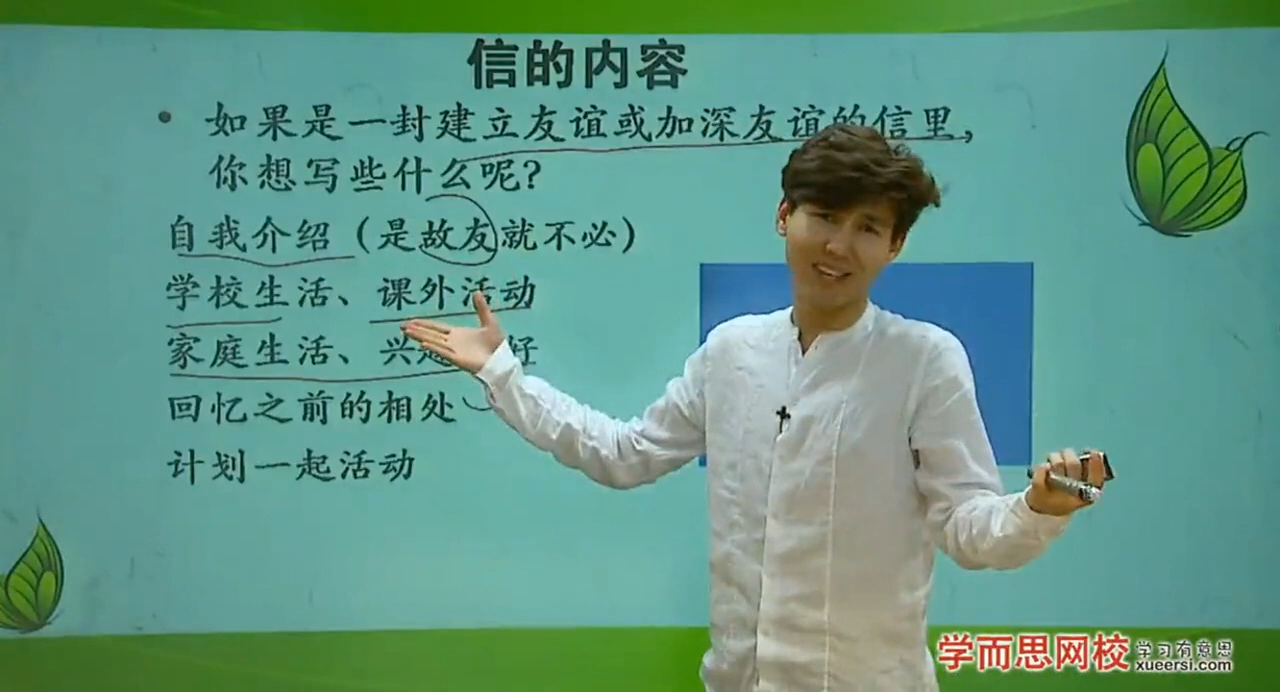 信的内容
• 如果是一封建立友谊或加深友谊的信里，
你想写些什么呢？
自我介绍（是故友就不必）
学校生活、课外活动
家庭生活、兴趣 好
回忆之前的相处
计划一起活动
学而思网校 学习有意思
xueersi.com